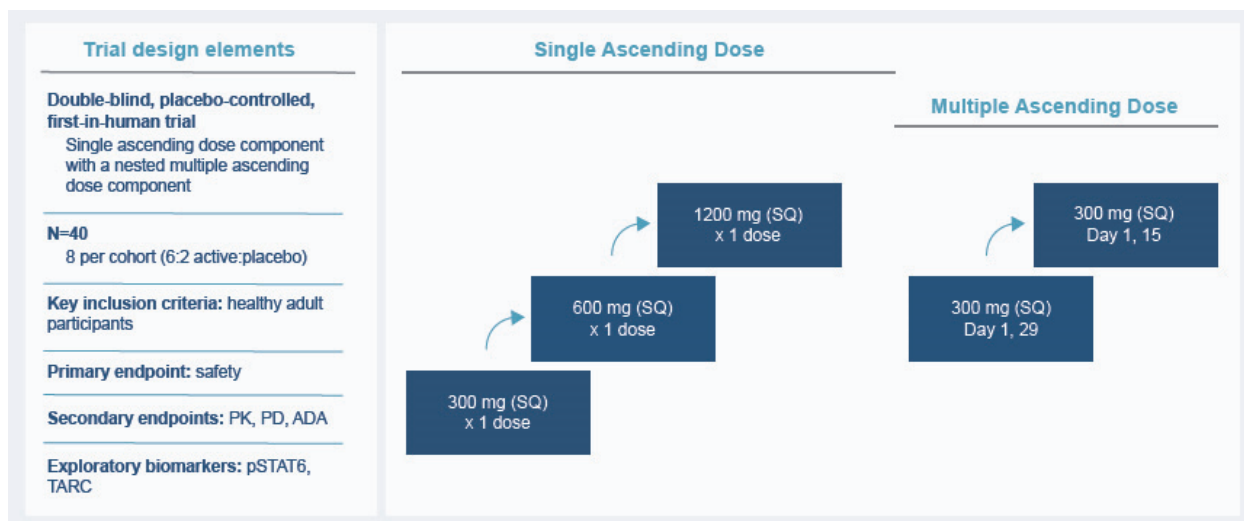 Trial design elements
Double-blind, placebo-controlled,
first-in-human trial
Single ascending dose component
with a nested multiple ascending
dose component
N=40
8 per cohort (6:2 active:placebo)
Key inclusion criteria: healthy adult
participants
Primary endpoint: safety
Secondary endpoints: PK, PD, ADA
Exploratory biomarkers: pSTAT6,
TARC
Single Ascending Dose
300 mg (SQ)
x 1 dose
600 mg (SQ)
x 1 dose
1200 mg (SQ)
x 1 dose
Multiple Ascending Dose
300 mg (SQ)
Day 1, 29
300 mg (SQ)
Day 1, 15